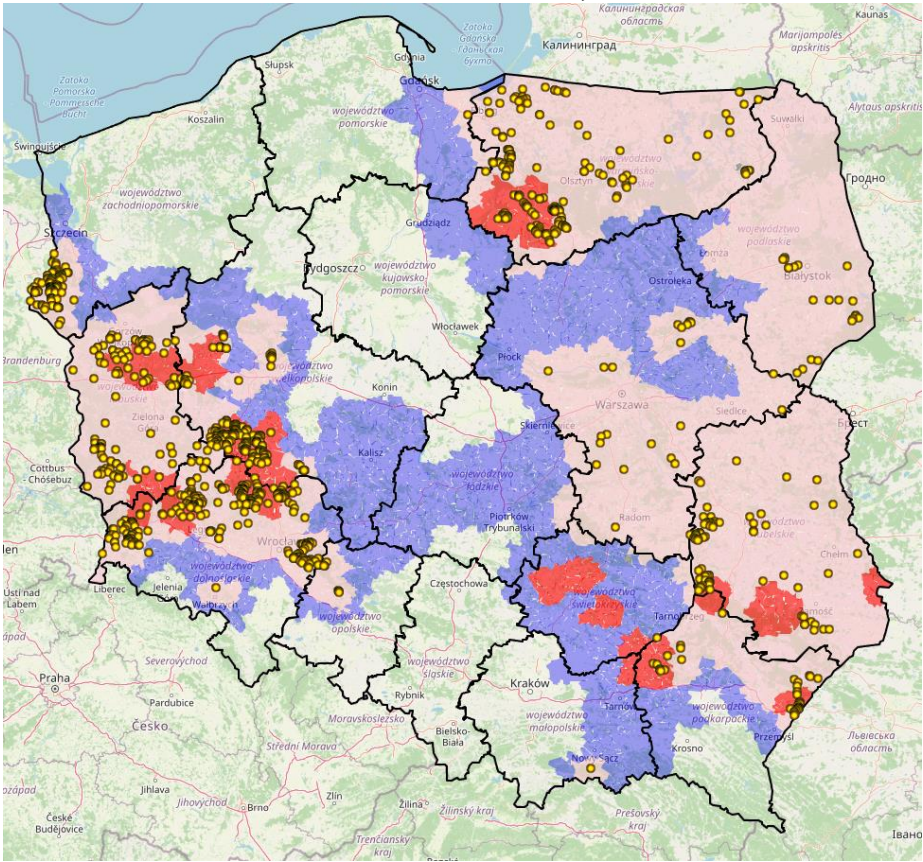 Калининградская
область
Kaunas
Zatoka
Gdańska
Гданьская
бухта
Калининград
Marijampolės
apskritis
Gdynia
Słupsk
Gdańsk
Zatoka
Pomorska
Pommersche
Bucht
Alytaus apskritis
Koszalin
Suwałki
województwo
pomorskie
Świnoujście
Olsztyn
Гродно
województwo
zachodniopomorskie
Grudziądz
Szczecin
województwo
podlaskie
Łomża
Bydgoszcz
województwo
kujawsko-
pomorskie
Białystok
Ostrołęka
Włocławek
Płock
Brandenburg
Konin
Warszawa
Siedlce
Zielona
Góra
Брест
Skierniewice
Kalisz
Cottbus
- Chóśebuz
województwo
łódzkie
Piotrków
Trybunalski
Radom
Wrocław
Chełm
województwo
dolnośląskie
Liberec
Jelenia
Góra
Częstochowa
województwo
świętokrzyskie
Ústí nad
Labem
Wałbrzych
województwo
opolskie
Tarnobrzeg
Zamość
Severovýchod
województwo
śląskie
Praha
Kraków
Rybnik
Pardubice
Tarnów
województwo
podkarpackie
województwo
małopolskie
Moravskoslezsko
Bielsko-
Biała
Przemyśl
Česko
Krosno
Львівська
область
Střední Morava
Nowy Sącz
Jihlava
Zlín
Žilina
Jihovýchod
Brno
Žilinský kraj
Prešovský
kraj
České
Budějovice
Trenčiansky
kraj